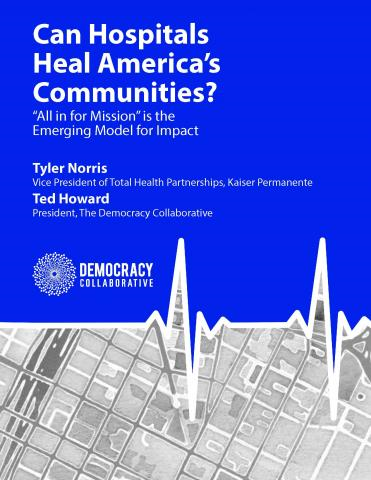 Can Hospitals
Heal America’s
Communities?
“All in for Mission” is the
Emerging Model for Impact
Tyler Norris
Vice President of Total Health Partnerships, Kaiser Permanente
Ted Howard
President, The Democracy Collaborative
DEMOCRACY
COLLABORATIVE